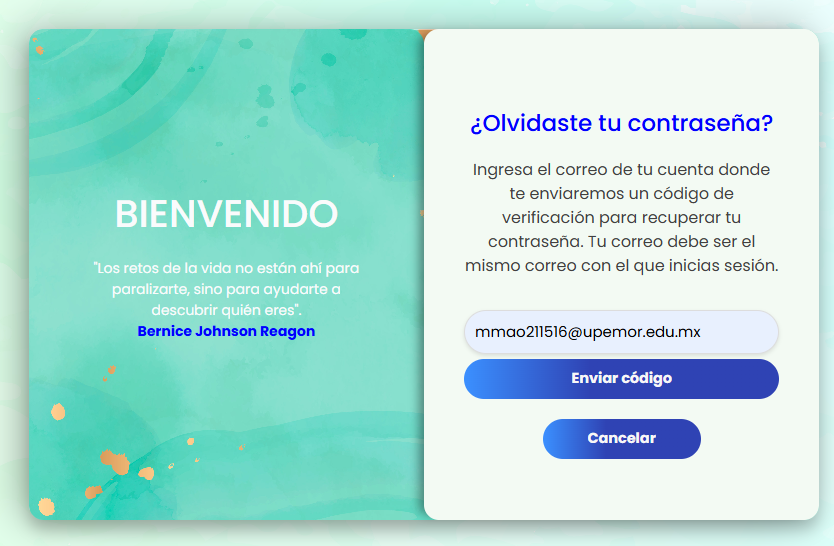 BIENVENIDO
"Los retos de la vida no están ahí para
paralizarte, sino para ayudarte a
descubrir quién eres".
Bernice Johnson Reagon
¿Olvidaste tu contraseña?
Ingresa el correo de tu cuenta donde
te enviaremos un código de
verificación para recuperar tu
contraseña. Tu correo debe ser el
mismo correo con el que inicias sesión.
mmao211516@upemor.edu.mx
Enviar código
Cancelar